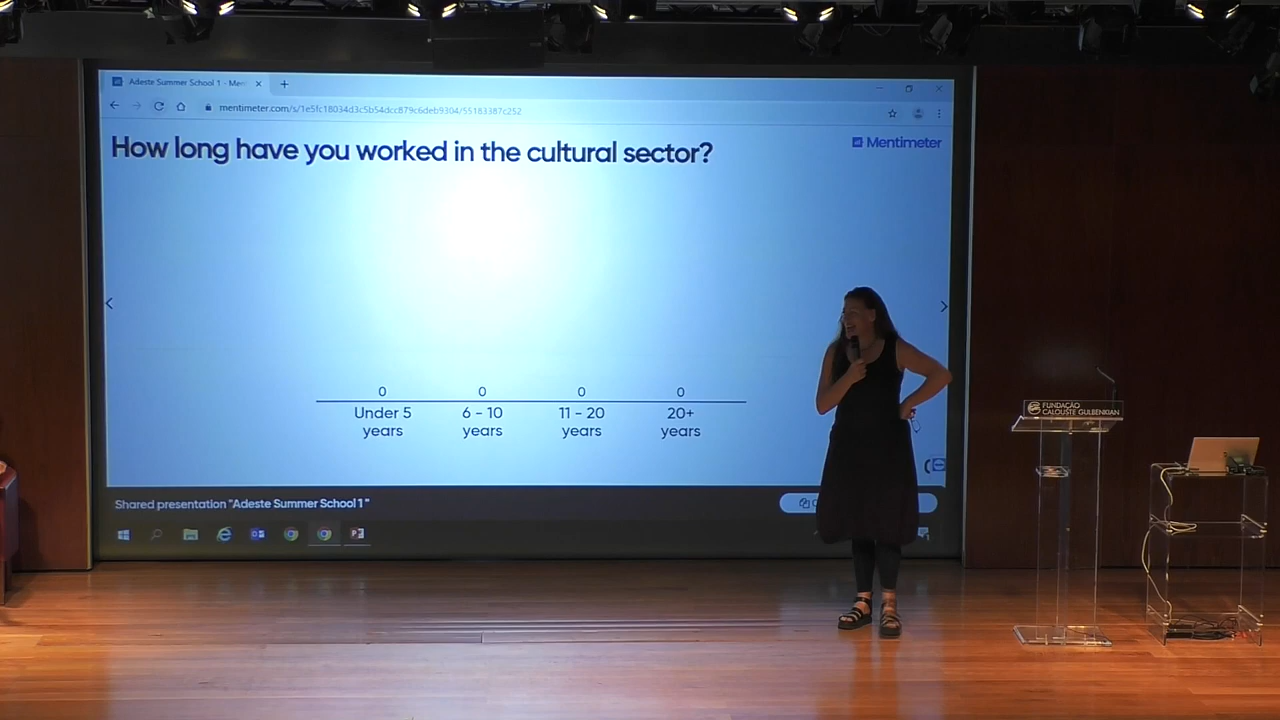 Adeste Summer School 1 - Men
mentimeter.com/s/1e5fc18034d3c5b54dcc879c6deb9304/55183387c252
How long have you worked in the cultural sector?
Mentimeter
0 0 0 0
Under 5 years
6 - 10 years
11 - 20 years
20+ years
FUNDAÇÃO
CALOUSTE GULBENKIAN
Shared presentation "Adeste Summer School 1"